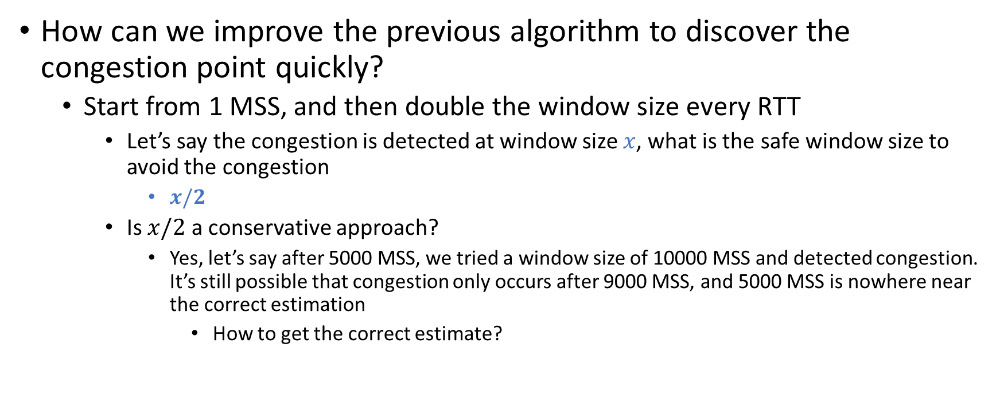 • How can we improve the previous algorithm to discover the
congestion point quickly?
• Start from 1 MSS, and then double the window size every RTT
• Let’s say the congestion is detected at window size x, what is the safe window size to
avoid the congestion
• x/2
• Is x/2 a conservative approach?
• Yes, let’s say after 5000 MSS, we tried a window size of 10000 MSS and detected congestion.
It’s still possible that congestion only occurs after 9000 MSS, and 5000 MSS is nowhere near
the correct estimation
• How to get the correct estimate?